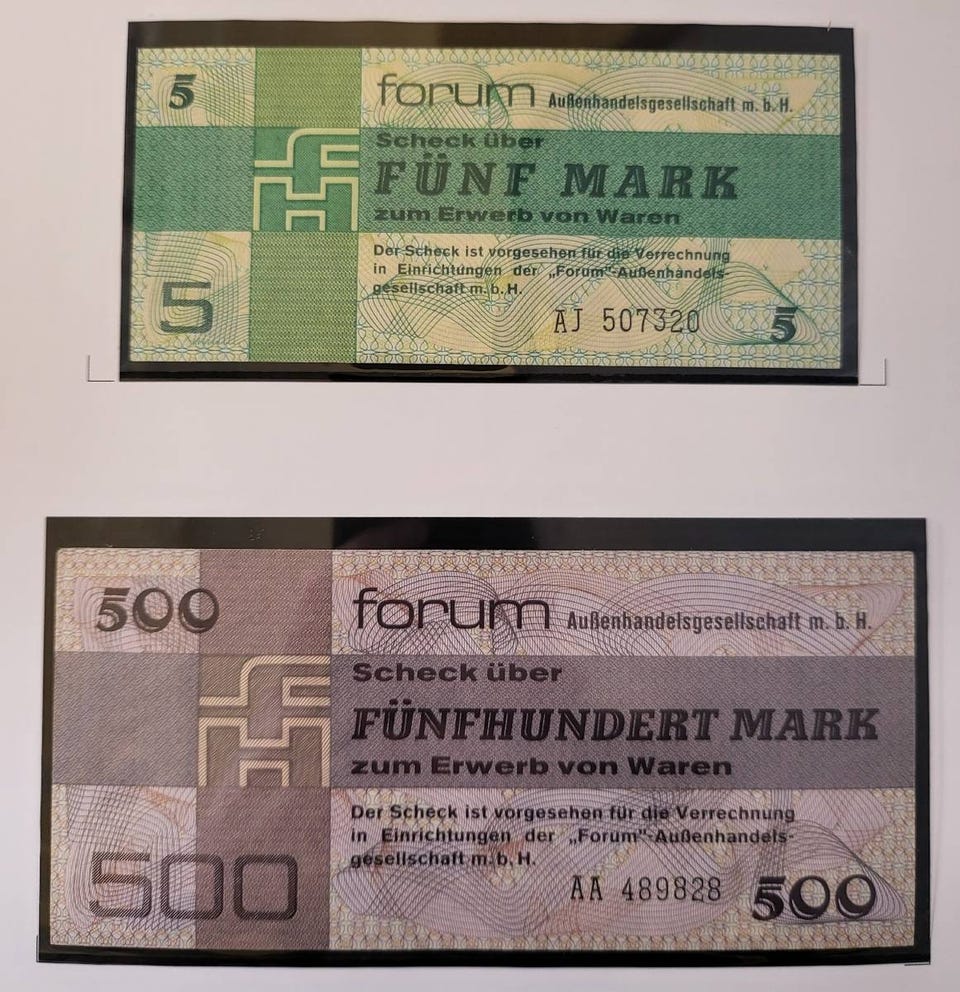 5
forum Außenhandelsgesellschaft m. b. H.
Scheck über
FÜNF MARK
zum Erwerb von Waren
Der Scheck ist vorgesehen für die Verrechnung
in Einrichtungen der „Forum"-Außenhandels-
gesellschaft m. b. H.
5
AJ 507320
5
500
forum Außenhandelsgesellschaft m. b. H.
Scheck über
FÜNFHUNDERT MARK
zum Erwerb von Waren
Der Scheck ist vorgesehen für die Verrechnung
in Einrichtungen der „Forum"-Außenhandels-
gesellschaft m. b. H.
500
AA 489828
500